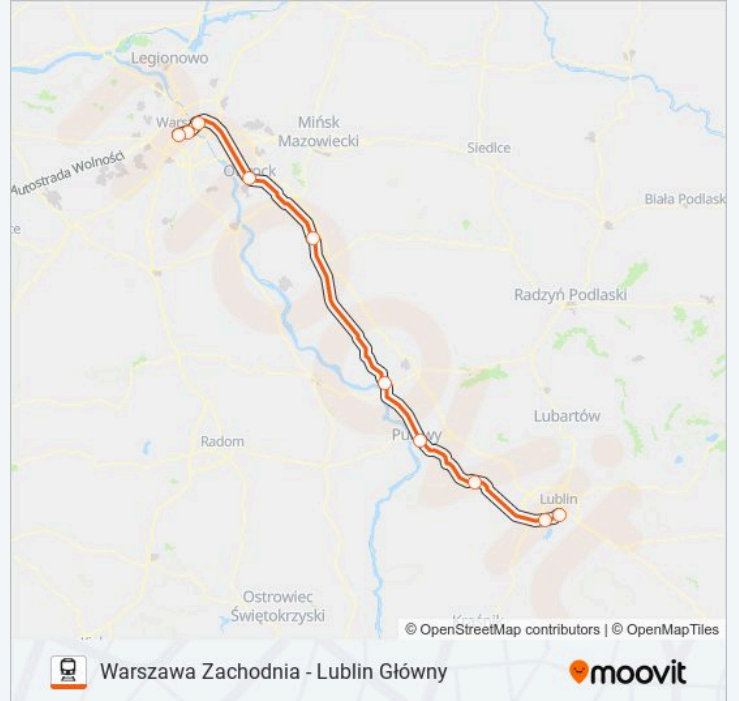 Legionowo
Mińsk
Mazowiecki
Siedlce
Autostrada Wolności
Biała Podlask
Radzyń Podlaski
Lubartów
Radom
Lublin
Ostrowiec
Świętokrzyski
© OpenStreetMap contributors | © OpenMapTiles
Warszawa Zachodnia - Lublin Główny
moovit